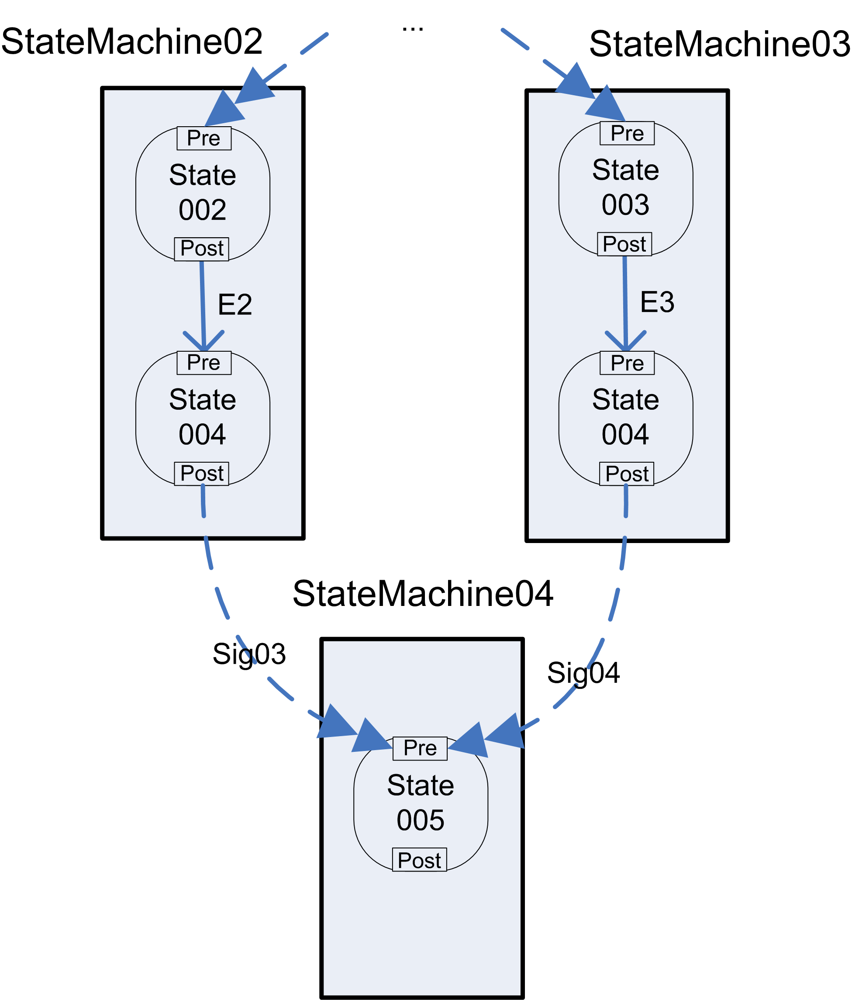 ...
StateMachine02
StateMachine03
Pre
State
002
Post
E2
Pre
State
004
Post
Pre
State
003
Post
E3
Pre
State
004
Post
StateMachine04
Sig03
Sig04
Pre
State
005
Post